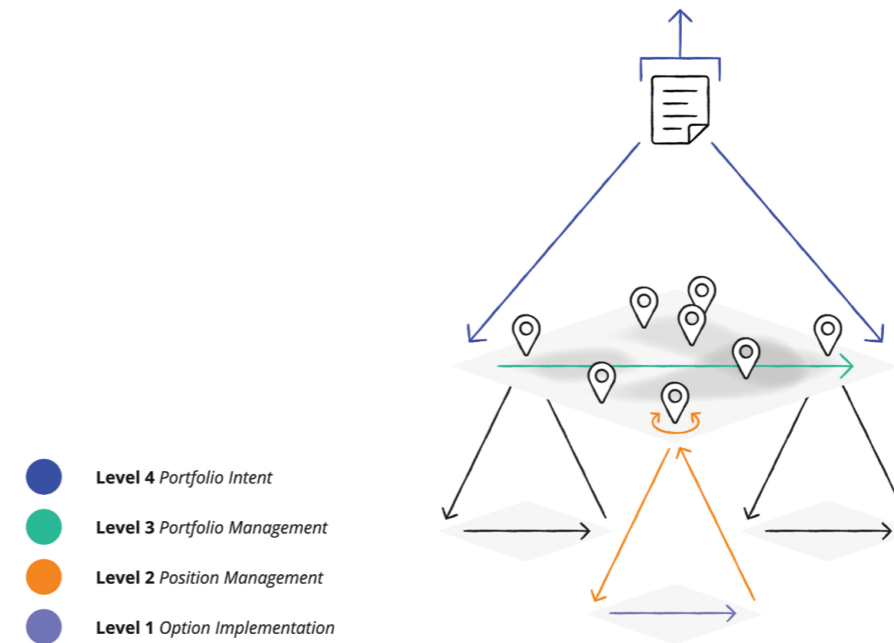 Level 4 Portfolio Intent
Level 3 Portfolio Management
Level 2 Position Management
Level 1 Option Implementation